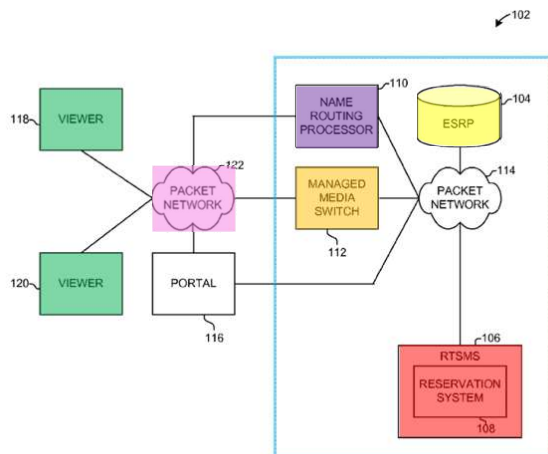 102
110
104
118
VIEWER
NAME
ROUTING
PROCESSOR
ESRP
122
114
PACKET
NETWORK
MANAGED
MEDIA
SWITCH
PACKET
NETWORK
112
120
VIEWER
PORTAL
116
106
RTSMS
RESERVATION
SYSTEM
108